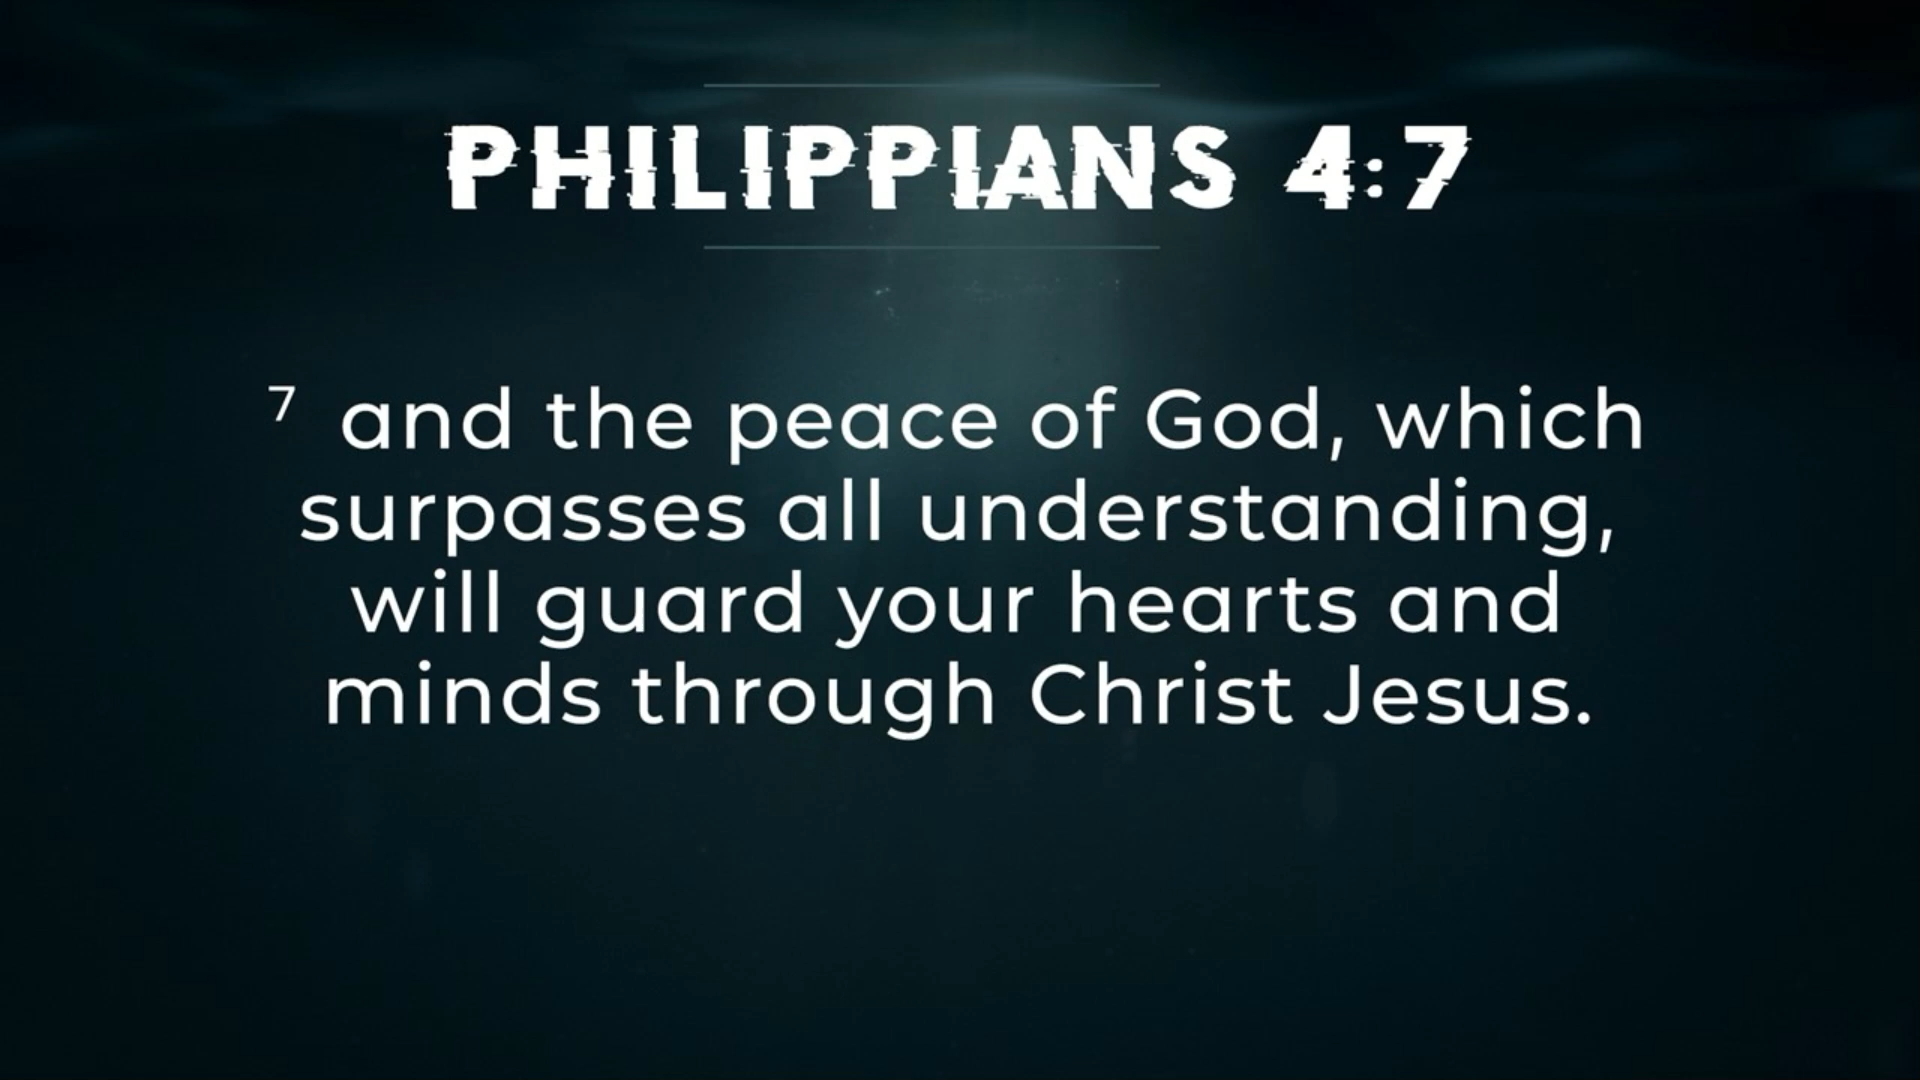 PHILIPPIANS 4:7
⁷ and the peace of God, which
surpasses all understanding,
will guard your hearts and
minds through Christ Jesus.